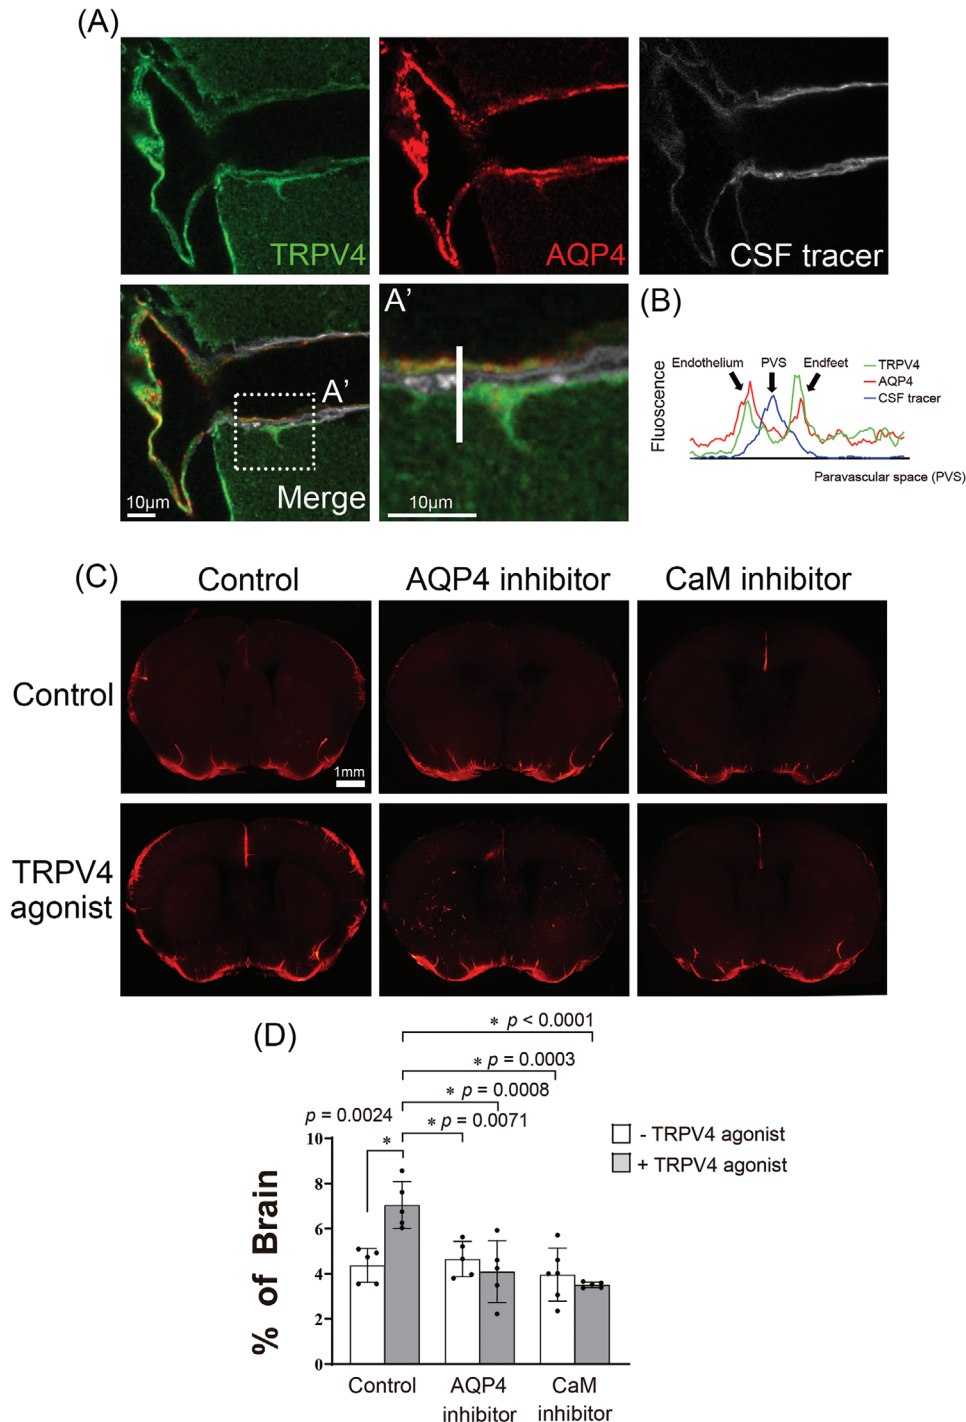 (A)
TRPV4
AQP4
CSF tracer
A’
Merge
10μm
A’
10μm
(B)
Fluoscence
Endothelium
PVS
Endfeet
TRPV4
AQP4
CSF tracer
Paravascular space (PVS)
(C)
Control
AQP4 inhibitor
CaM inhibitor
Control
1mm
TRPV4
agonist
(D)
* p < 0.0001
* p = 0.0003
* p = 0.0008
p = 0.0024
* p = 0.0071
*
- TRPV4 agonist
+ TRPV4 agonist
% of Brain
10
8
6
4
2
0
Control
AQP4
inhibitor
CaM
inhibitor